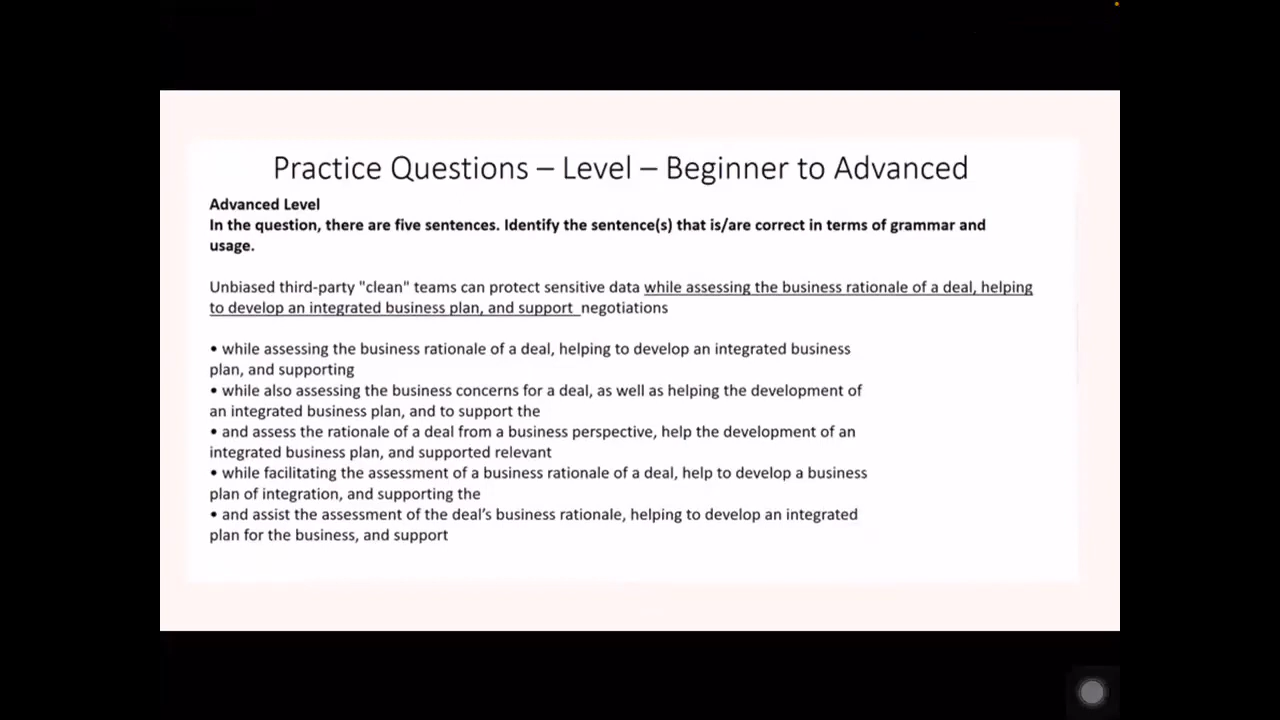 Practice Questions – Level – Beginner to Advanced
Advanced Level
In the question, there are five sentences. Identify the sentence(s) that is/are correct in terms of grammar and
usage.
Unbiased third-party "clean" teams can protect sensitive data while assessing the business rationale of a deal, helping
to develop an integrated business plan, and support negotiations
• while assessing the business rationale of a deal, helping to develop an integrated business
plan, and supporting
• while also assessing the business concerns for a deal, as well as helping the development of
an integrated business plan, and to support the
• and assess the rationale of a deal from a business perspective, help the development of an
integrated business plan, and supported relevant
• while facilitating the assessment of a business rationale of a deal, help to develop a business
plan of integration, and supporting the
• and assist the assessment of the deal’s business rationale, helping to develop an integrated
plan for the business, and support